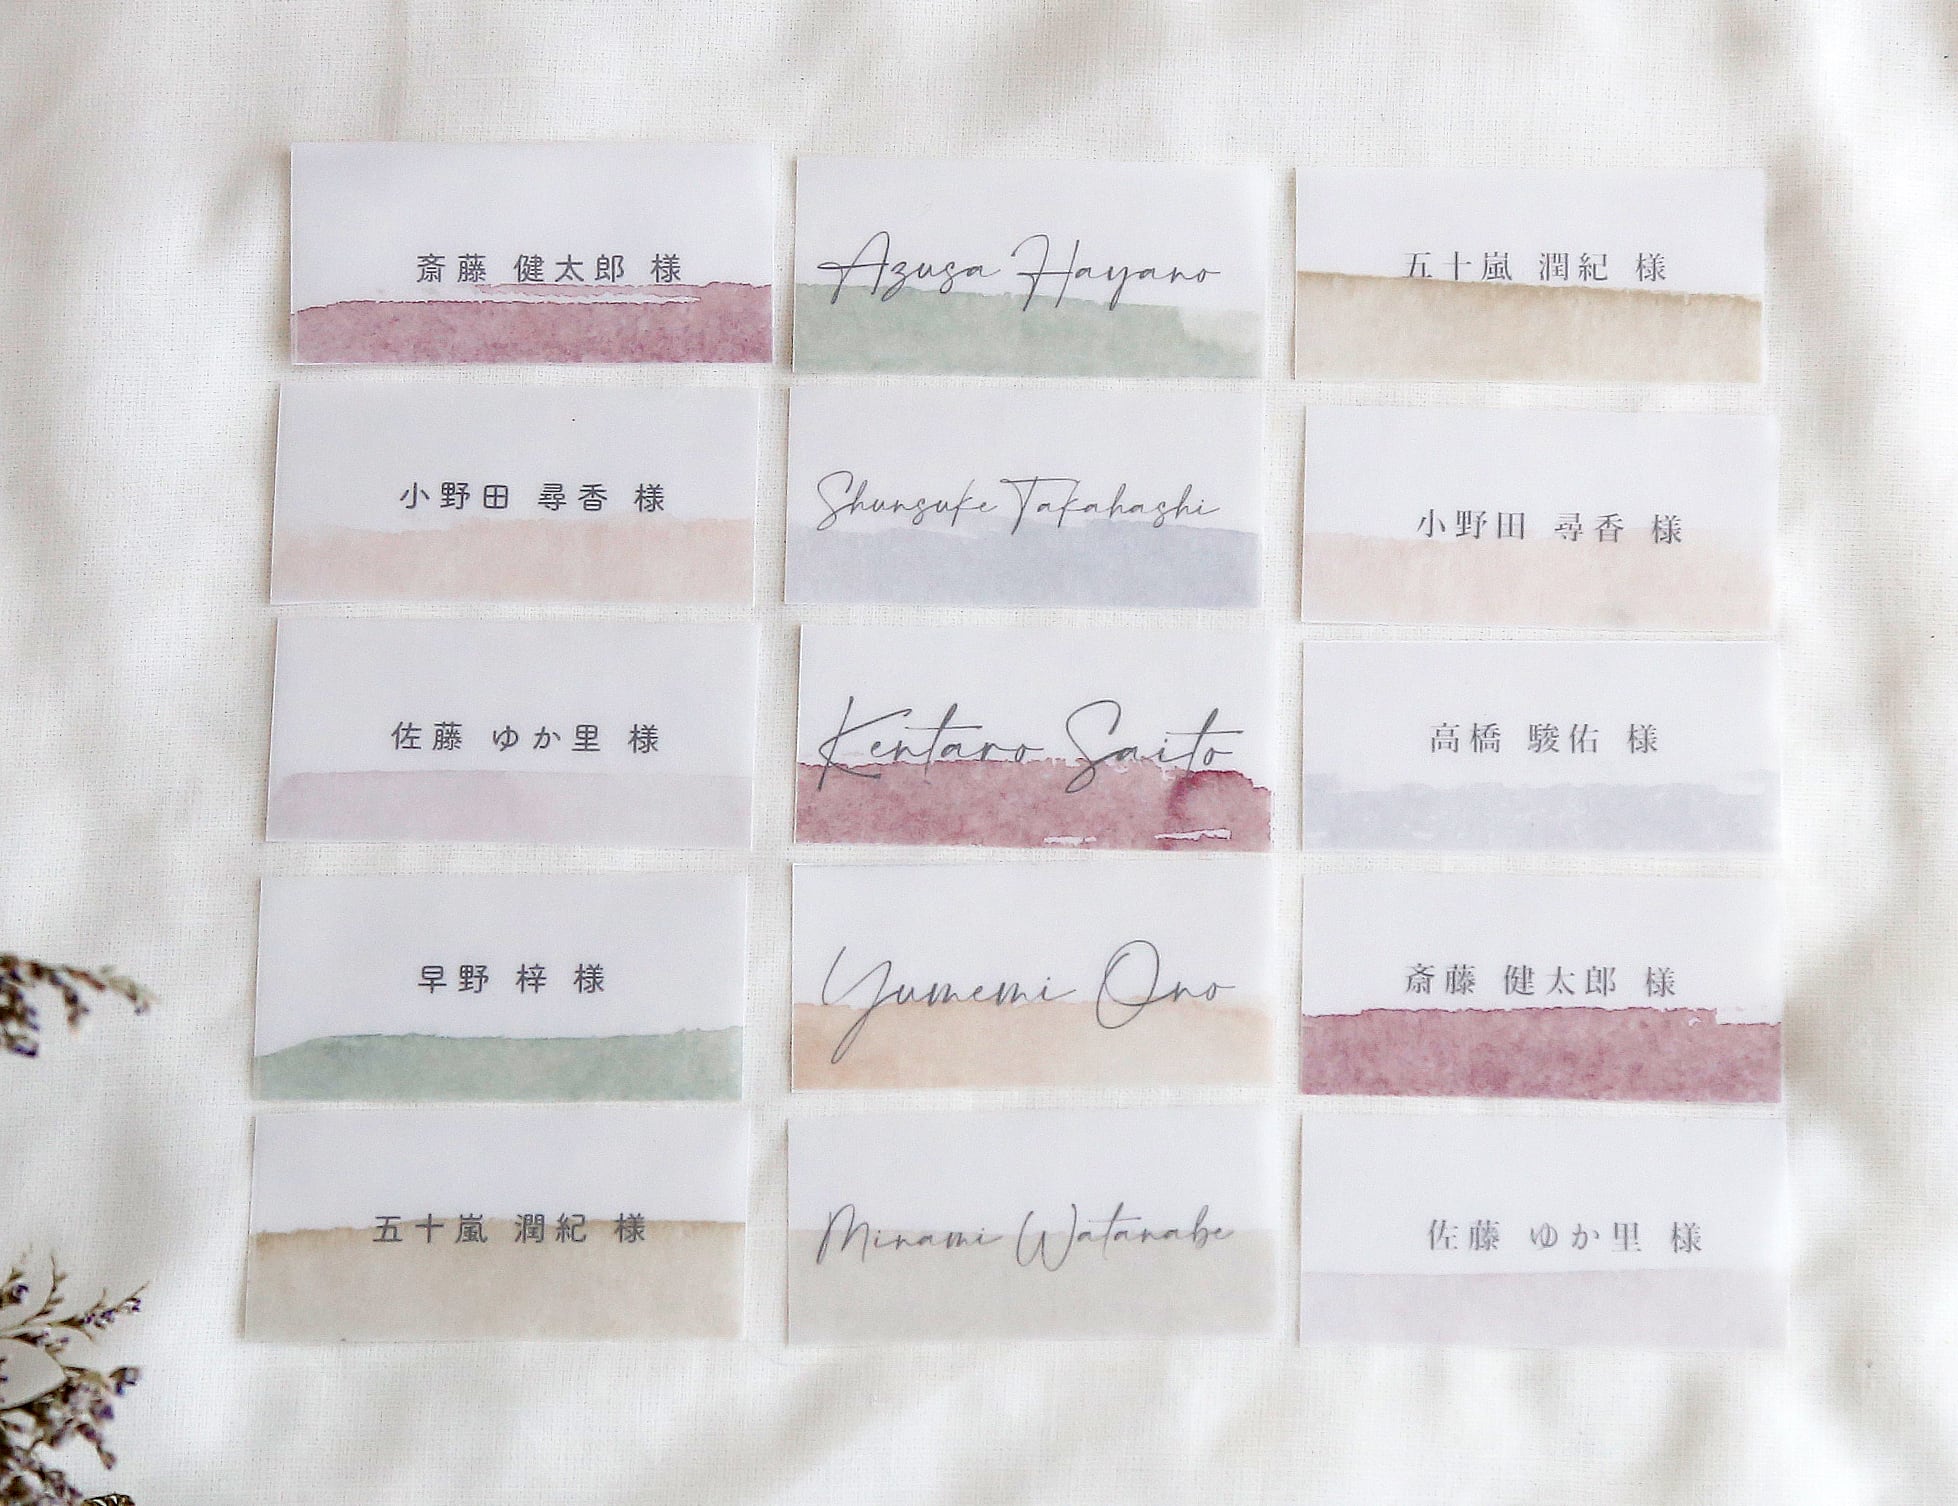 斎藤 健太郎 様
Azusa Hayano
五十嵐 潤紀 様
小野田 尋香 様
Shunsuke Takahashi
小野田 尋香 様
佐藤 ゆか里 様
Kentaro Saito
高橋 駿佑 様
早野 梓 様
Yumemi Ono
斎藤 健太郎 様
五十嵐 潤紀 様
Minami Watanabe
佐藤 ゆか里 様